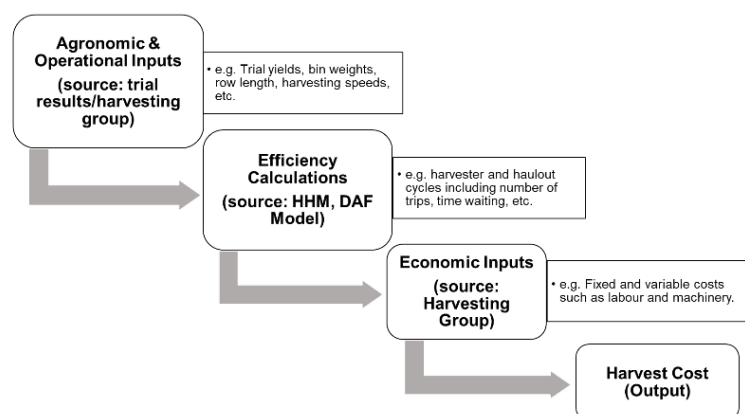 Agronomic &
Operational Inputs
(source: trial
results/harvesting
group)
• e.g. Trial yields, bin weights,
row length, harvesting speeds,
etc.
Efficiency
Calculations
(source: HHM, DAF
Model)
• e.g. harvester and haulout
cycles including number of
trips, time waiting, etc.
Economic Inputs
(source:
Harvesting
Group)
• e.g. Fixed and variable costs
such as labour and machinery.
Harvest Cost
(Output)